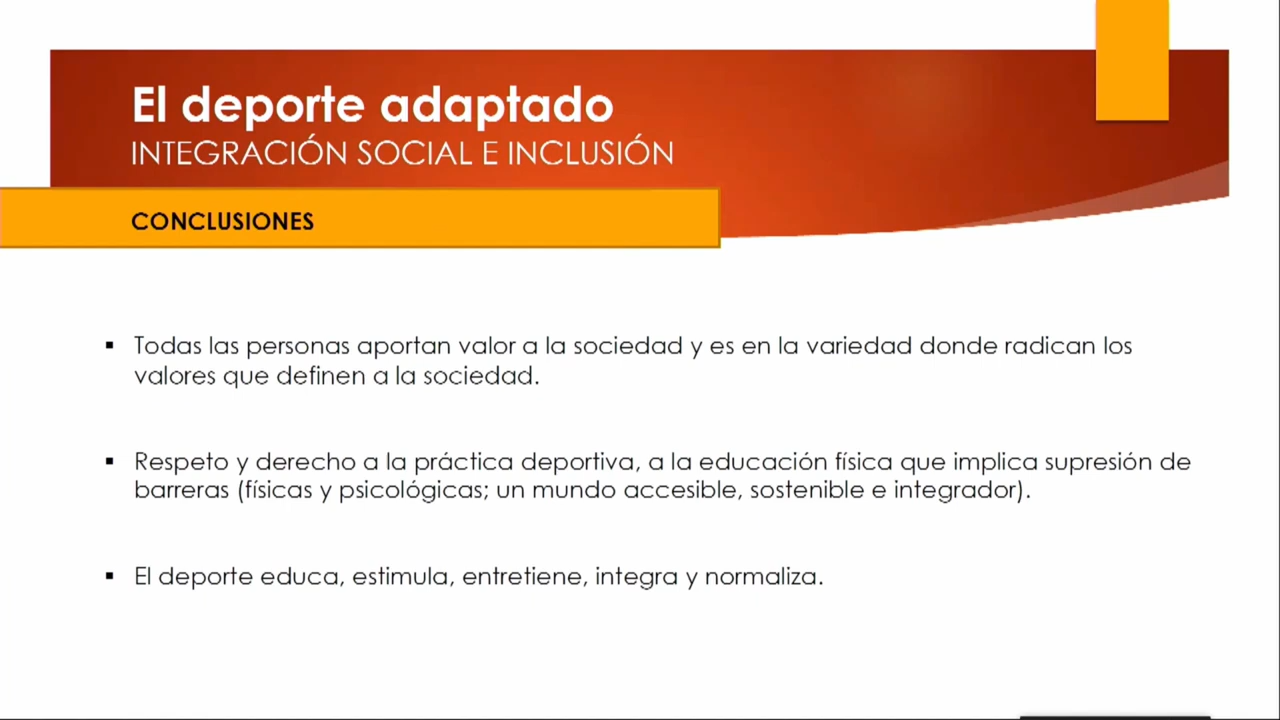 El deporte adaptado
INTEGRACIÓN SOCIAL E INCLUSIÓN
CONCLUSIONES
▪ Todas las personas aportan valor a la sociedad y es en la variedad donde radican los
valores que definen a la sociedad.
▪ Respeto y derecho a la práctica deportiva, a la educación física que implica supresión de
barreras (físicas y psicológicas; un mundo accesible, sostenible e integrador).
▪ El deporte educa, estimula, entretiene, integra y normaliza.